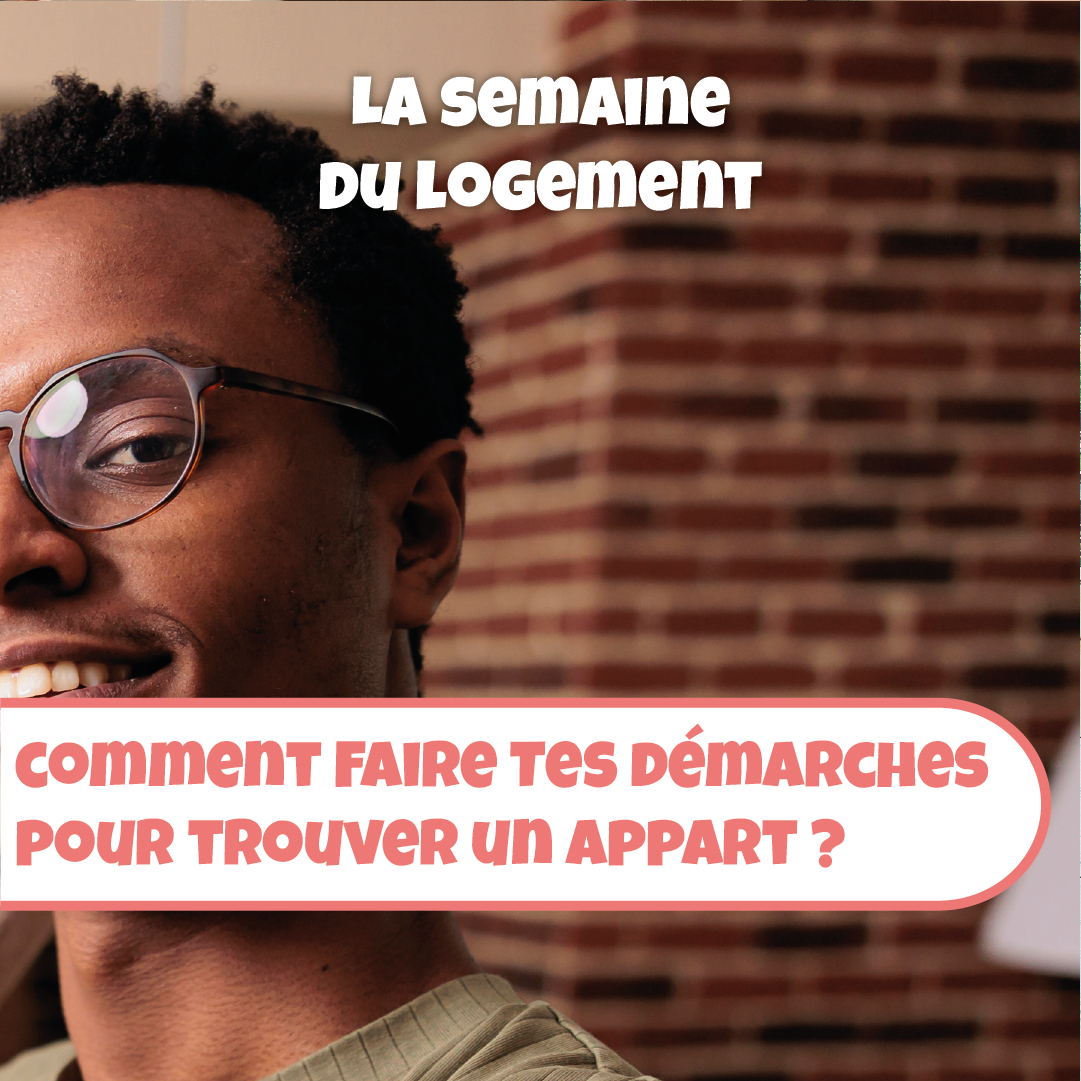 La semaine
du logement
Comment faire tes démarches
pour trouver un appart ?